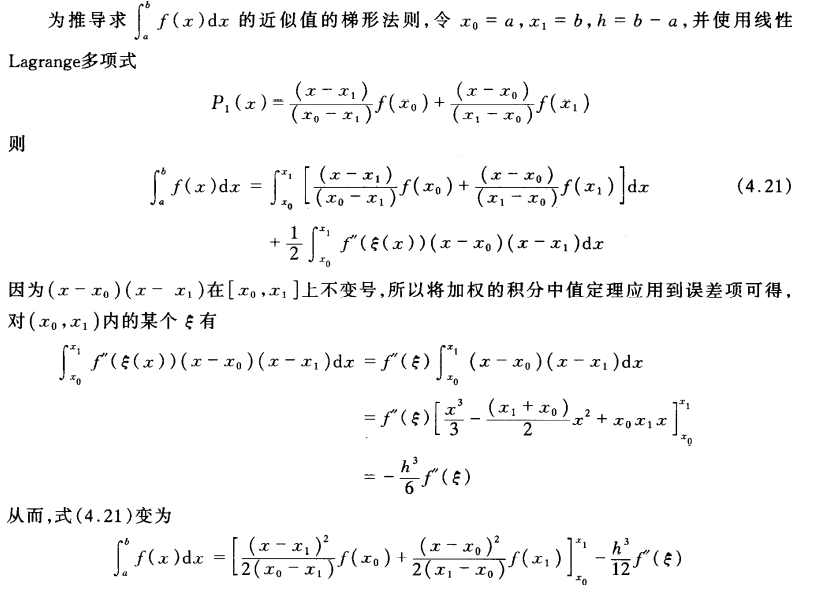 为推导求 $\int_a^b f(x)\mathrm{d}x$ 的近似值的梯形法则,令 $x_0 = a, x_1 = b, h = b - a$,并使用线性
Lagrange多项式
$P_1(x) = \frac{(x - x_1)}{(x_0 - x_1)} f(x_0) + \frac{(x - x_0)}{(x_1 - x_0)} f(x_1)$
则
$\int_a^b f(x)\mathrm{d}x = \int_{x_0}^{x_1} \left[ \frac{(x - x_1)}{(x_0 - x_1)} f(x_0) + \frac{(x - x_0)}{(x_1 - x_0)} f(x_1) \right] \mathrm{d}x$ (4.21)
$+ \frac{1}{2} \int_{x_0}^{x_1} f''(\xi(x))(x - x_0)(x - x_1)\mathrm{d}x$
因为$(x - x_0)(x - x_1)$在$[x_0, x_1]$上不变号,所以将加权的积分中值定理应用到误差项可得,
对$(x_0, x_1)$内的某个 $\xi$ 有
$\int_{x_0}^{x_1} f''(\xi(x))(x - x_0)(x - x_1)\mathrm{d}x = f''(\xi) \int_{x_0}^{x_1} (x - x_0)(x - x_1)\mathrm{d}x$
$= f''(\xi) \left[ \frac{x^3}{3} - \frac{(x_1 + x_0)}{2} x^2 + x_0 x_1 x \right]_{x_0}^{x_1}$
$= -\frac{h^3}{6} f''(\xi)$
从而,式(4.21)变为
$\int_a^b f(x)\mathrm{d}x = \left[ \frac{(x - x_1)^2}{2(x_0 - x_1)} f(x_0) + \frac{(x - x_0)^2}{2(x_1 - x_0)} f(x_1) \right]_{x_0}^{x_1} - \frac{h^3}{12} f''(\xi)$